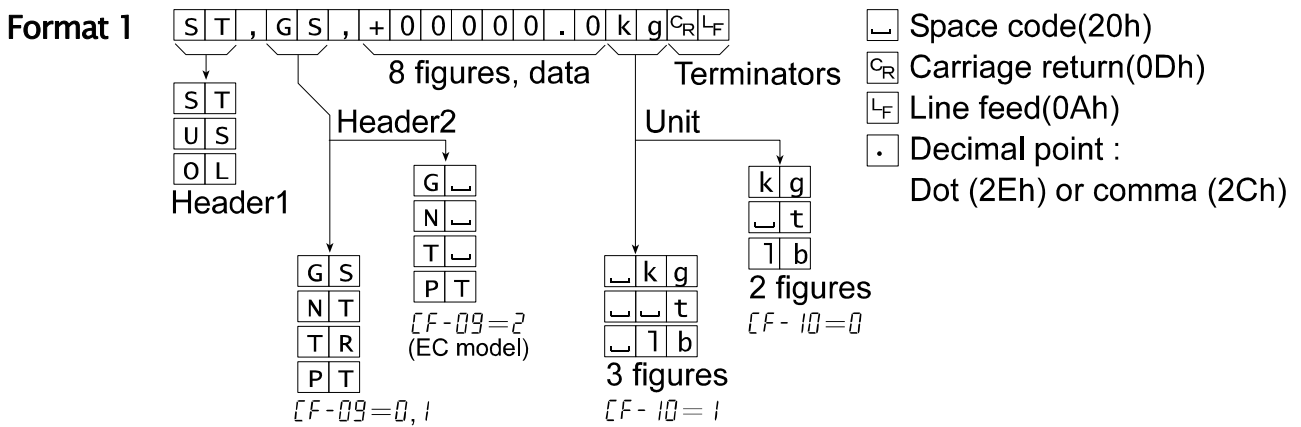 Format 1
S T , G S , + 0 0 0 0 0 . 0 k g CR LF
8 figures, data
Terminators
S T
U S
O L
Header1
Header2
G S
N T
T R
P T
CF-09=0,1
G ␣
N ␣
T ␣
P T
CF-09=2
(EC model)
Unit
␣ k g
␣ ␣ t
␣ l b
3 figures
CF-10=1
k g
␣ t
l b
2 figures
CF-10=0
␣ Space code(20h)
CR Carriage return(0Dh)
LF Line feed(0Ah)
. Decimal point :
Dot (2Eh) or comma (2Ch)